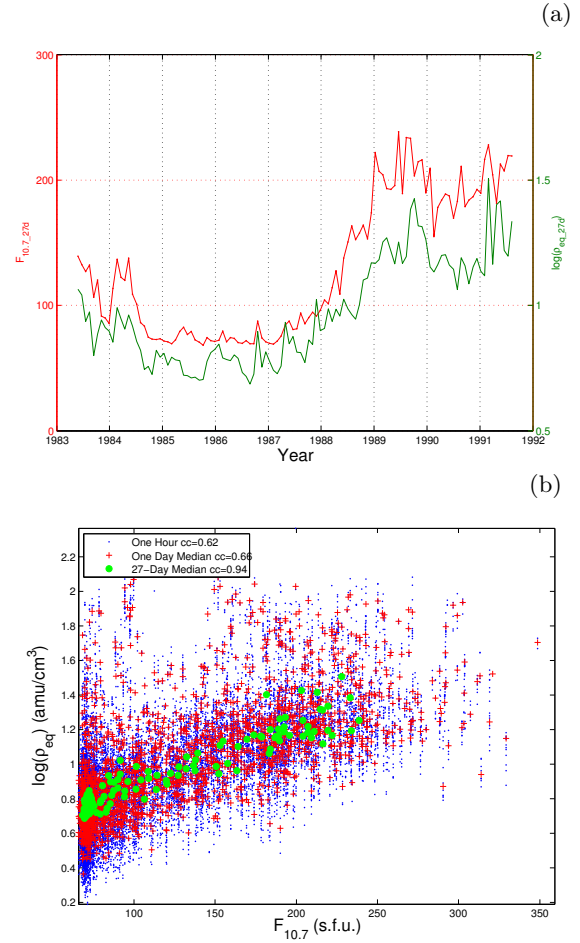 (a)
300
200
100
0
F10.7_27d
2
1.5
1
0.5
log(ρeq_27d)
1983 1984 1985 1986 1987 1988 1989 1990 1991 1992
Year
(b)
One Hour cc=0.62
One Day Median cc=0.66
27-Day Median cc=0.94
2.2
2
1.8
1.6
1.4
1.2
1
0.8
0.6
0.4
0.2
log(ρeq) (amu/cm³)
100 150 200 250 300 350
F10.7 (s.f.u.)